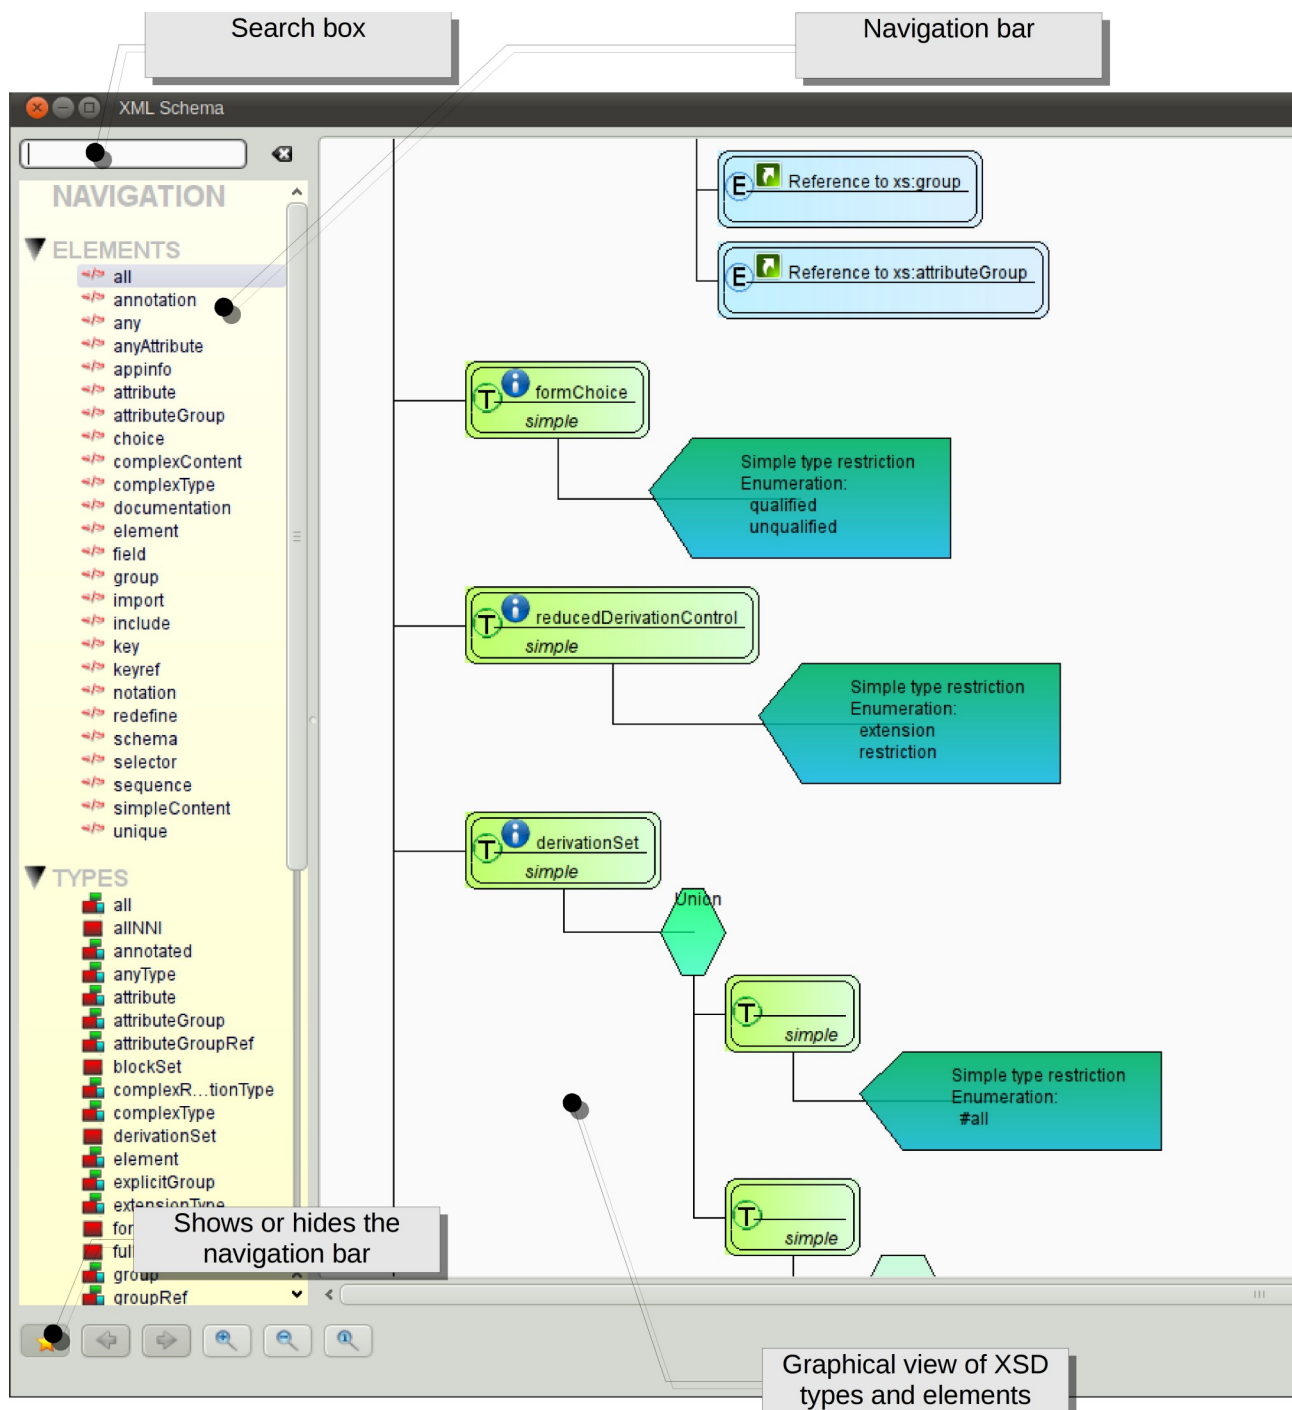 Search box
Navigation bar
XML Schema
NAVIGATION
ELEMENTS
all
annotation
any
anyAttribute
appinfo
attribute
attributeGroup
choice
complexContent
complexType
documentation
element
field
group
import
include
key
keyref
notation
redefine
schema
selector
sequence
simpleContent
unique
TYPES
all
allNNI
annotated
anyType
attribute
attributeGroup
attributeGroupRef
blockSet
complexR...tionType
complexType
derivationSet
element
explicitGroup
extensionType
for
full
group
groupRef
Shows or hides the
navigation bar
E Reference to xs:group
E Reference to xs:attributeGroup
T i formChoice
simple
Simple type restriction
Enumeration:
qualified
unqualified
T i reducedDerivationControl
simple
Simple type restriction
Enumeration:
extension
restriction
T i derivationSet
simple
Union
T
simple
Simple type restriction
Enumeration:
#all
T
simple
Graphical view of XSD
types and elements